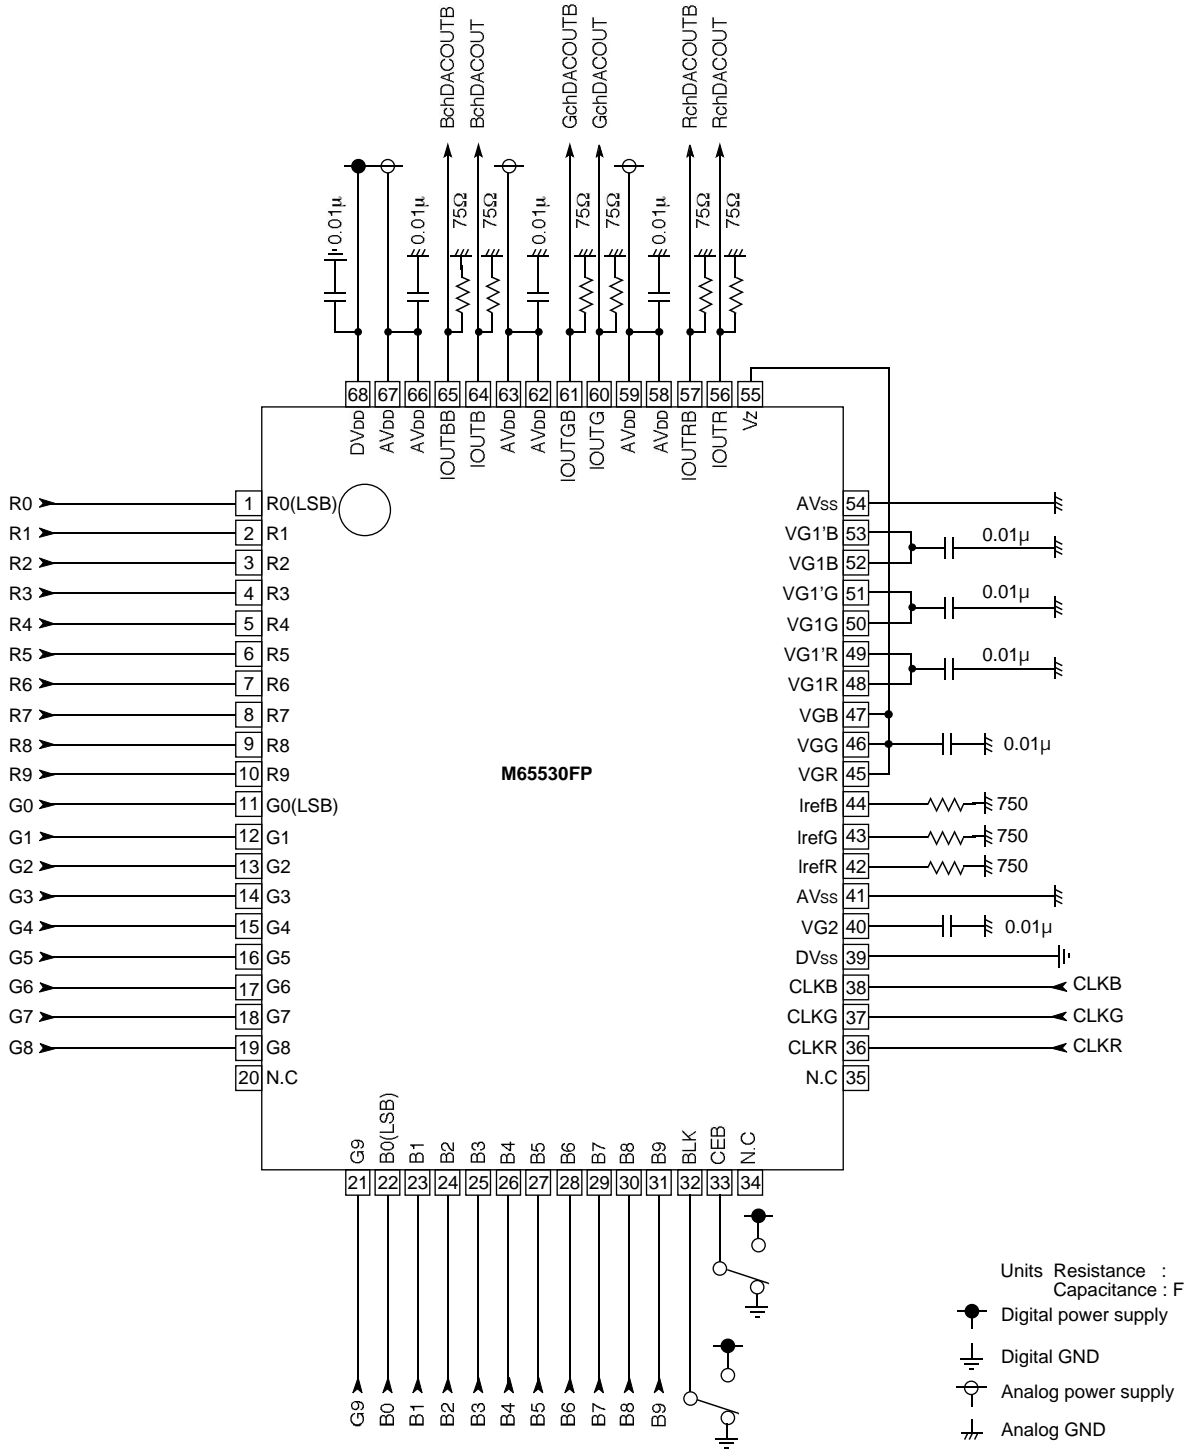 BchDACOUTB
BchDACOUT
GchDACOUTB
GchDACOUT
RchDACOUTB
RchDACOUT
0.01µ
0.01µ
75Ω
75Ω
0.01µ
75Ω
75Ω
0.01µ
75Ω
75Ω
68 67 66 65 64 63 62 61 60 59 58 57 56 55
DVDD AVDD AVDD IOUTBB IOUTB AVDD AVDD IOUTGB IOUTG AVDD AVDD IOUTRB IOUTR Vz
R0 1 R0(LSB)
R1 2 R1
R2 3 R2
R3 4 R3
R4 5 R4
R5 6 R5
R6 7 R6
R7 8 R7
R8 9 R8
R9 10 R9
G0 11 G0(LSB)
G1 12 G1
G2 13 G2
G3 14 G3
G4 15 G4
G5 16 G5
G6 17 G6
G7 18 G7
G8 19 G8
20 N.C
M65530FP
AVss 54
VG1'B 53
0.01µ
VG1B 52
VG1'G 51
0.01µ
VG1G 50
VG1'R 49
0.01µ
VG1R 48
VGB 47
VGG 46 0.01µ
VGR 45
IrefB 44 750
IrefG 43 750
IrefR 42 750
AVss 41
VG2 40 0.01µ
DVss 39
CLKB 38 CLKB
CLKG 37 CLKG
CLKR 36 CLKR
N.C 35
G9 B0(LSB) B1 B2 B3 B4 B5 B6 B7 B8 B9 BLK CEB N.C
21 22 23 24 25 26 27 28 29 30 31 32 33 34
G9 B0 B1 B2 B3 B4 B5 B6 B7 B8 B9
Units Resistance :
Capacitance : F
Digital power supply
Digital GND
Analog power supply
Analog GND